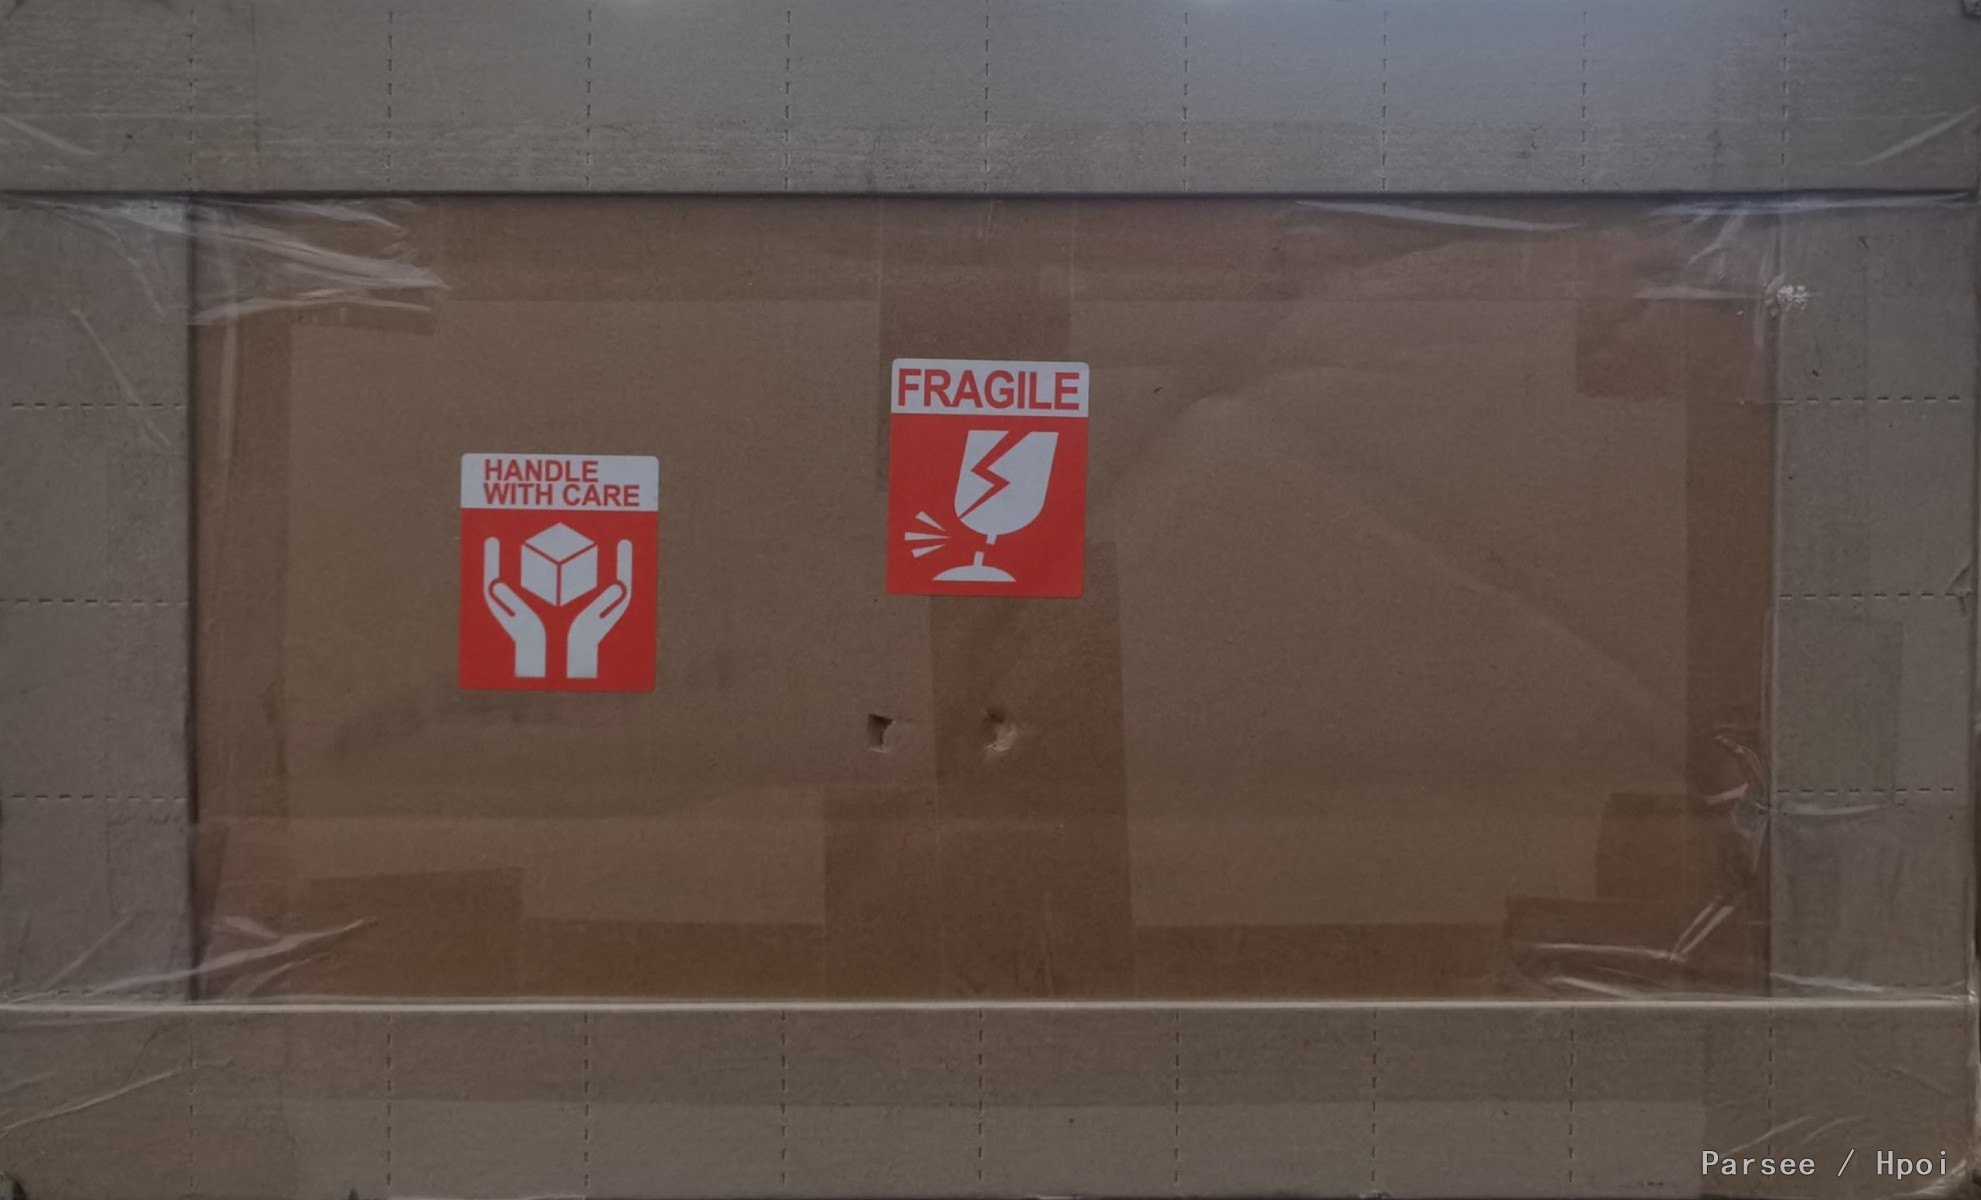 FRAGILE
HANDLE
WITH CARE
Parsee / Hpoi